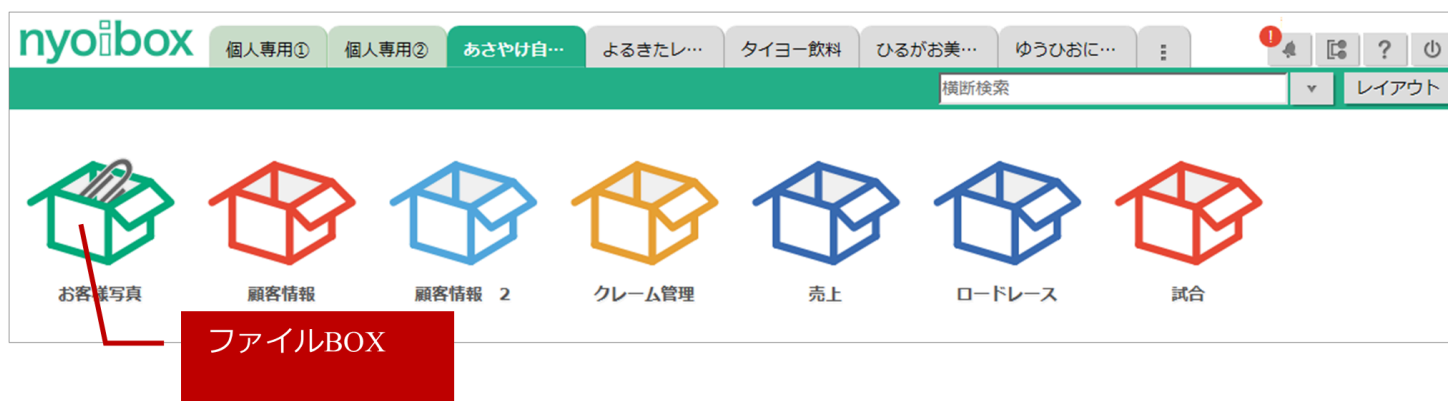 nyoibox
個人専用① 個人専用② あさやけ自… よるきたレ… タイヨー飲料 ひるがお美… ゆうひおに… ⋮ ! ?
横断検索 ▼ レイアウト
お客様写真 顧客情報 顧客情報 2 クレーム管理 売上 ロードレース 試合
ファイルBOX